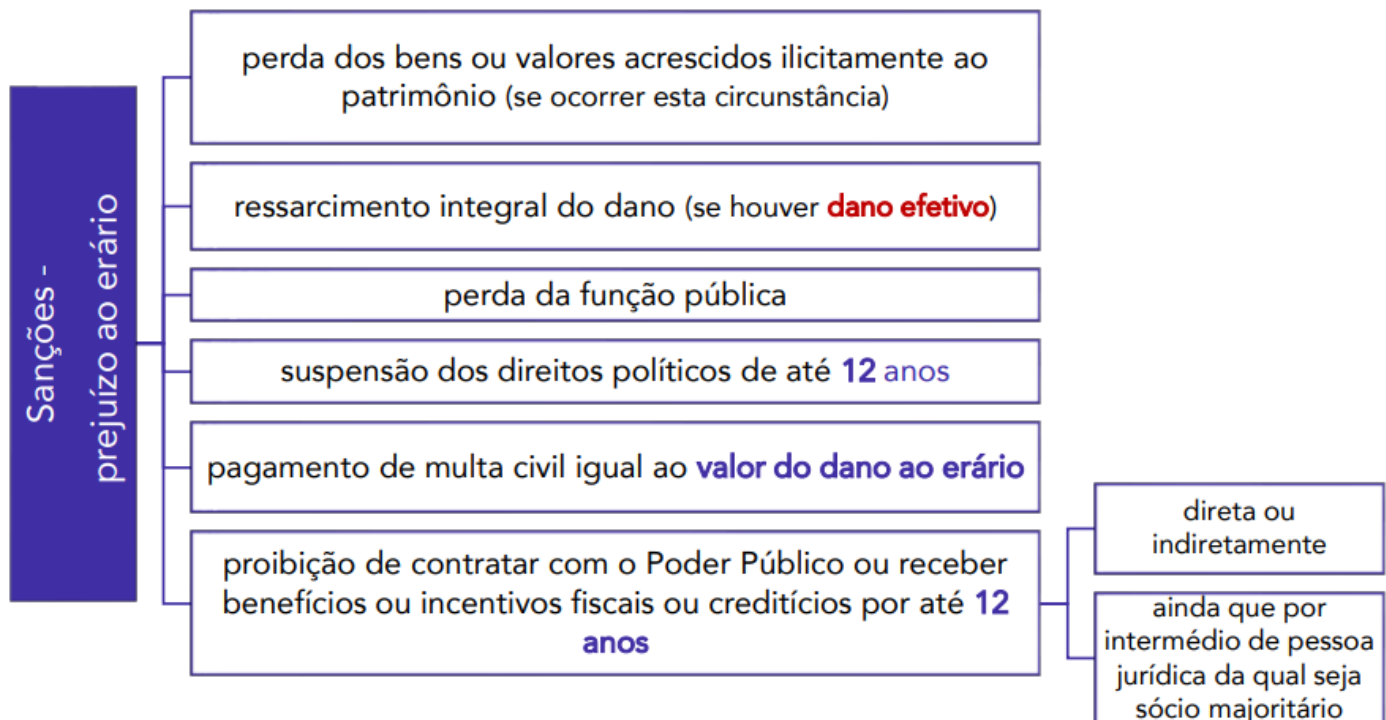 Sanções -
prejuízo ao erário
perda dos bens ou valores acrescidos ilicitamente ao
patrimônio (se ocorrer esta circunstância)
ressarcimento integral do dano (se houver dano efetivo)
perda da função pública
suspensão dos direitos políticos de até 12 anos
pagamento de multa civil igual ao valor do dano ao erário
proibição de contratar com o Poder Público ou receber
benefícios ou incentivos fiscais ou creditícios por até 12
anos
direta ou
indiretamente
ainda que por
intermédio de pessoa
jurídica da qual seja
sócio majoritário